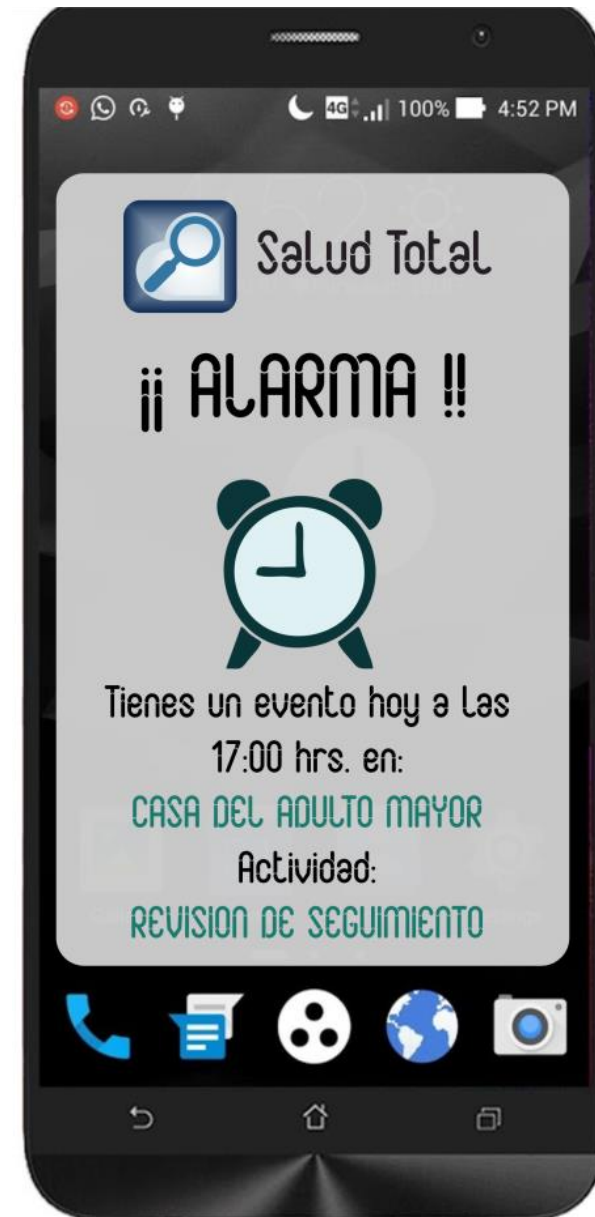 4G 100% 4:52 PM
Salud Total
¡¡ ALARMA !!
Tienes un evento hoy a las
17:00 hrs. en:
CASA DEL ADULTO MAYOR
Actividad:
REVISION DE SEGUIMIENTO